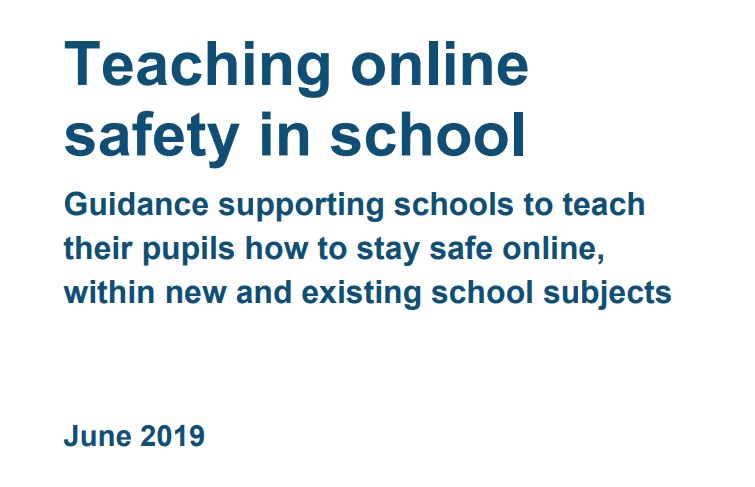 Teaching online
safety in school
Guidance supporting schools to teach
their pupils how to stay safe online,
within new and existing school subjects
June 2019